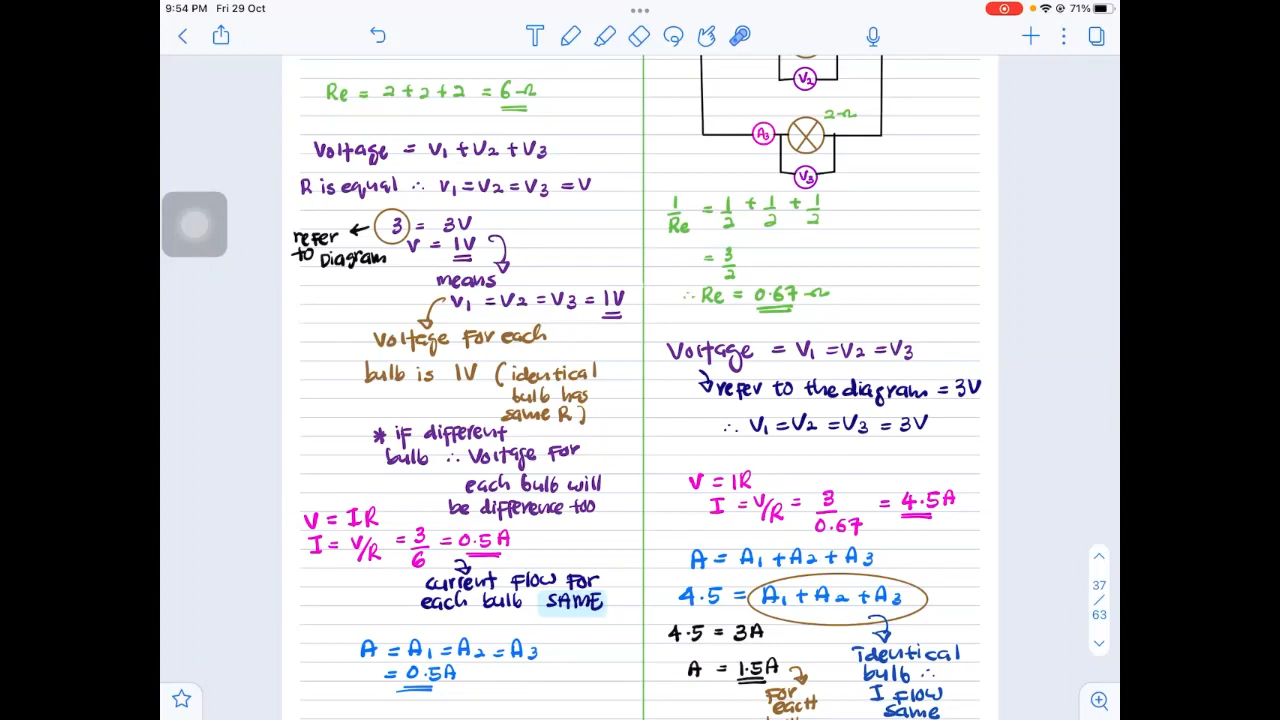 9:54 PM Fri 29 Oct
71%
Re = 2 + 2 + 2 = 6Ω
Voltage = V1 + V2 + V3
R is equal ∴ V1 = V2 = V3 = V
3 = 3V
refer to Diagram
V = 1V
means
V1 = V2 = V3 = 1V
Voltage for each
bulb is 1V (identical
bulb has
same R)
* if different
bulb ∴ Voltage for
each bulb will
be difference too
V = IR
I = V/R = 3/6 = 0.5A
current flow for
each bulb SAME
A = A1 = A2 = A3
= 0.5A
V2
2Ω
A3
V3
1/Re = 1/2 + 1/2 + 1/2
= 3/2
∴ Re = 0.67Ω
Voltage = V1 = V2 = V3
refer to the diagram = 3V
∴ V1 = V2 = V3 = 3V
V = IR
I = V/R = 3/0.67 = 4.5A
A = A1 + A2 + A3
4.5 = A1 + A2 + A3
4.5 = 3A
A = 1.5A
for
each
Identical
bulb ∴
I flow
same
37
/
63